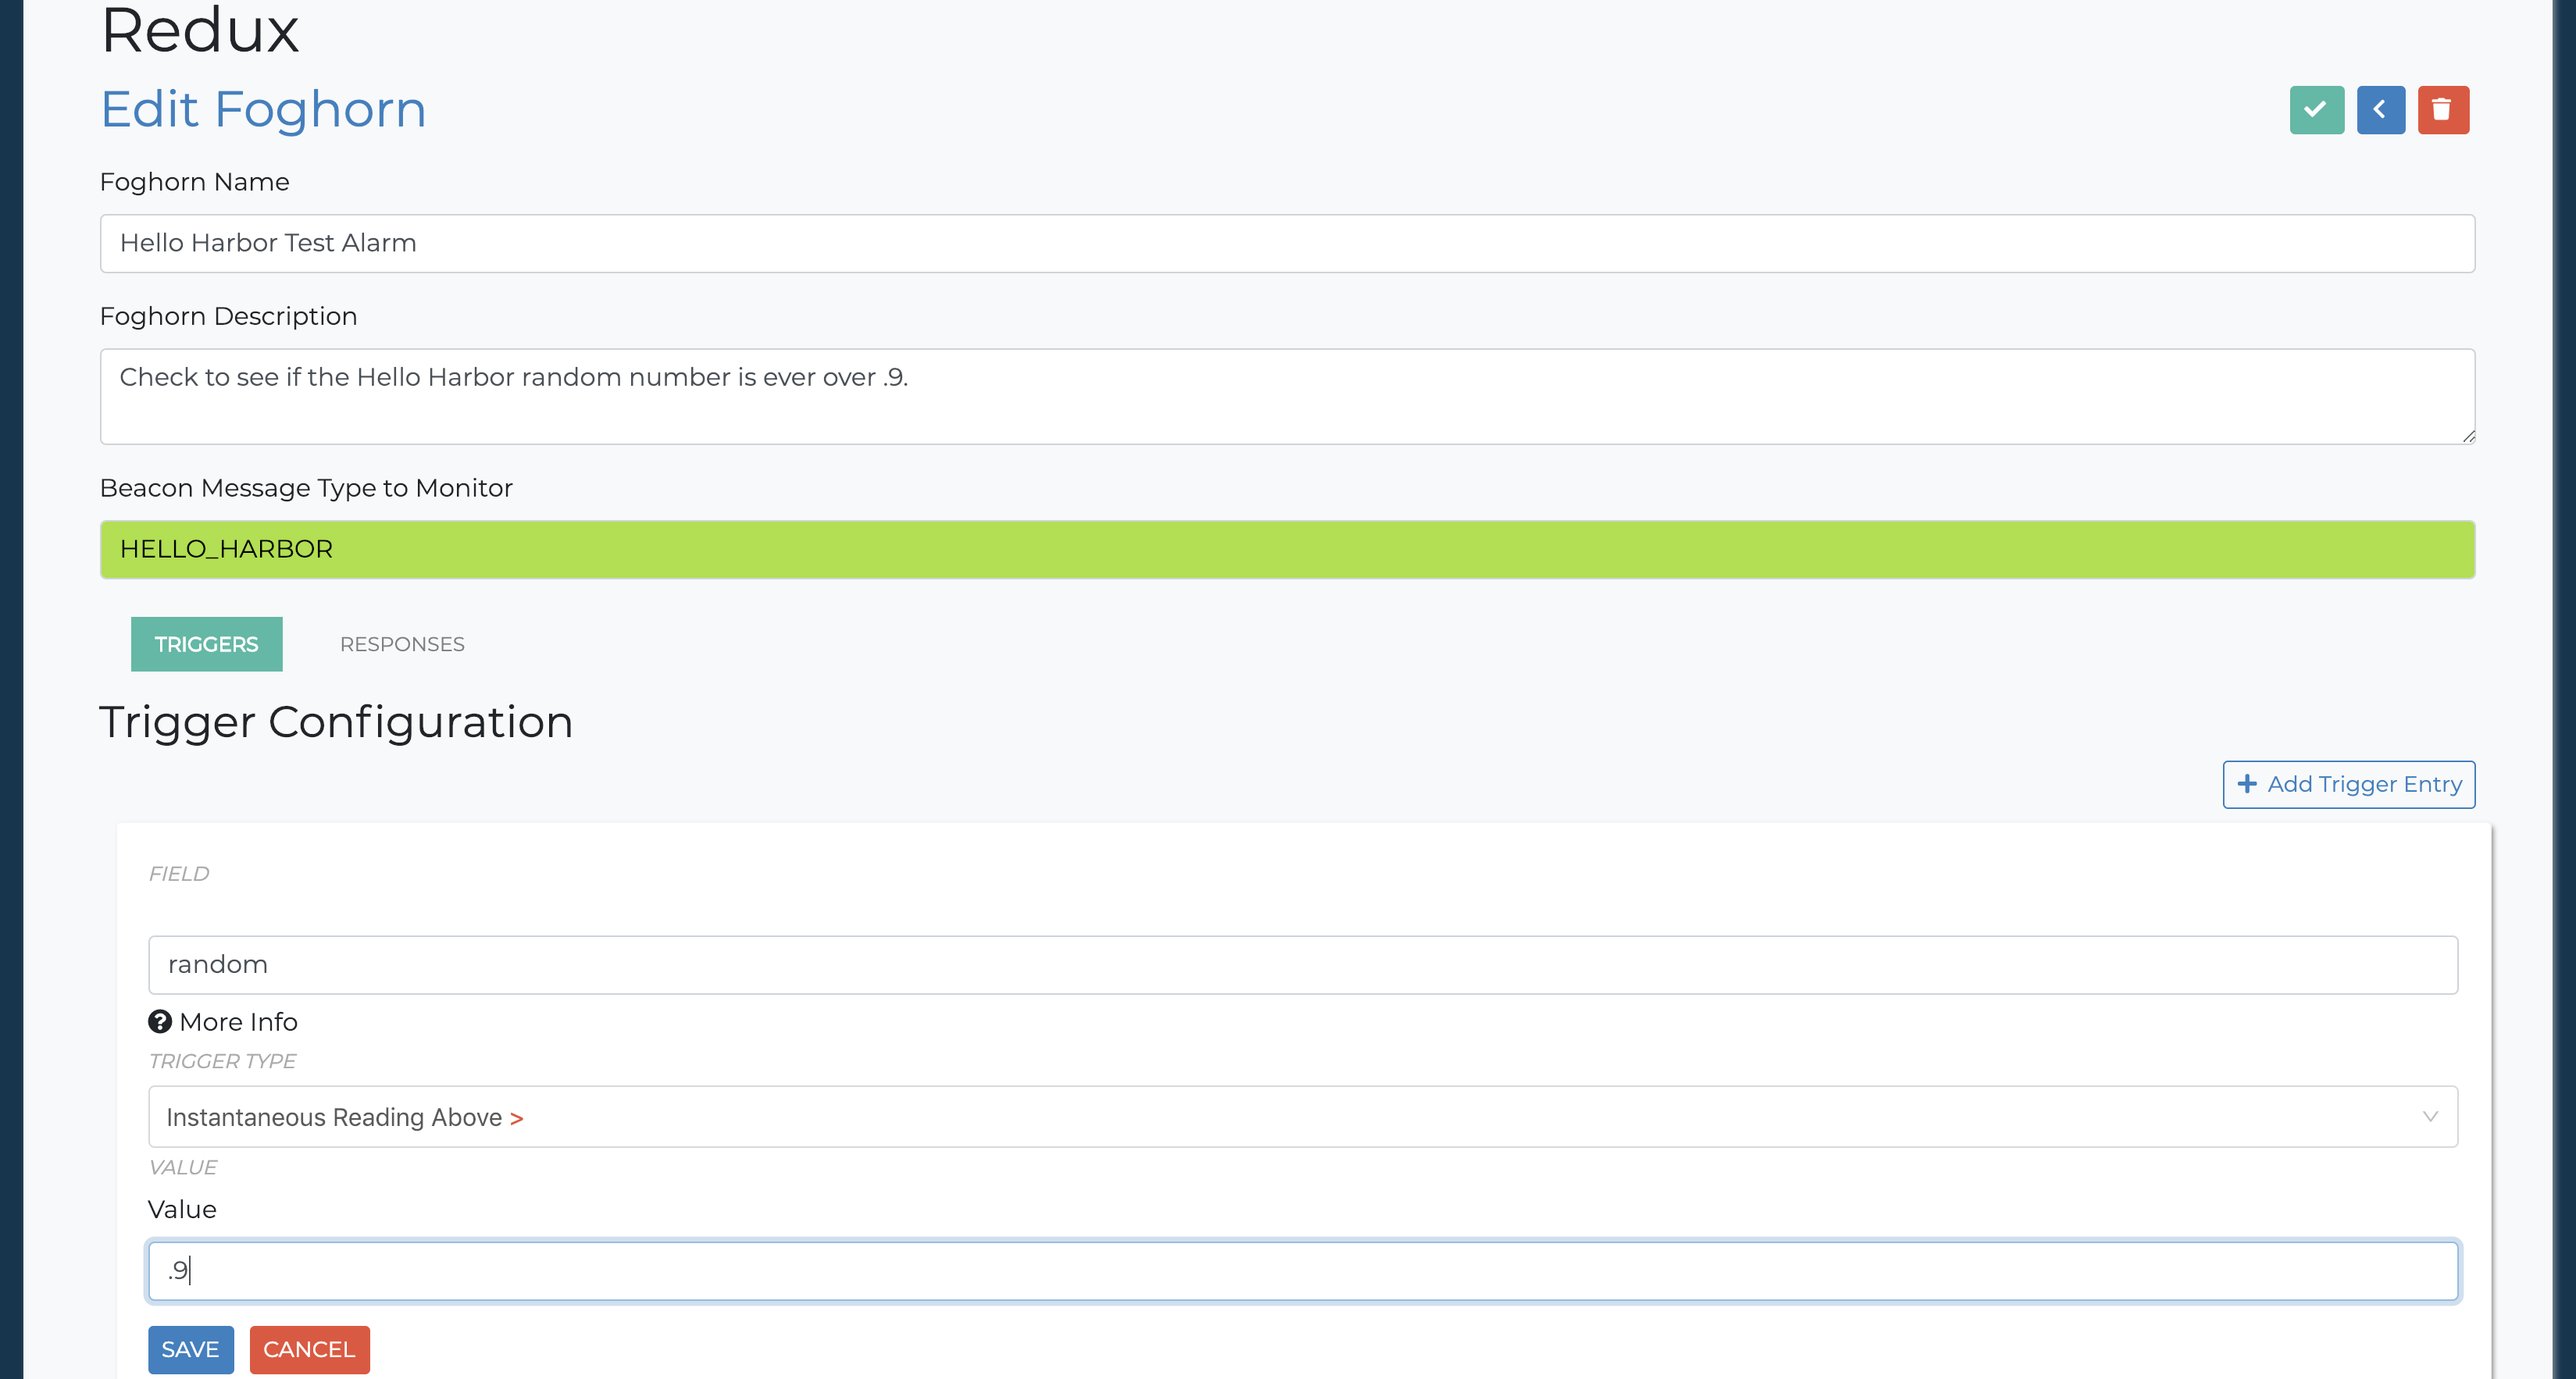 Redux
Edit Foghorn
Foghorn Name
Hello Harbor Test Alarm
Foghorn Description
Check to see if the Hello Harbor random number is ever over .9.
Beacon Message Type to Monitor
HELLO_HARBOR
TRIGGERS RESPONSES
Trigger Configuration
+ Add Trigger Entry
FIELD
random
? More Info
TRIGGER TYPE
Instantaneous Reading Above >
VALUE
Value
.9
SAVE CANCEL